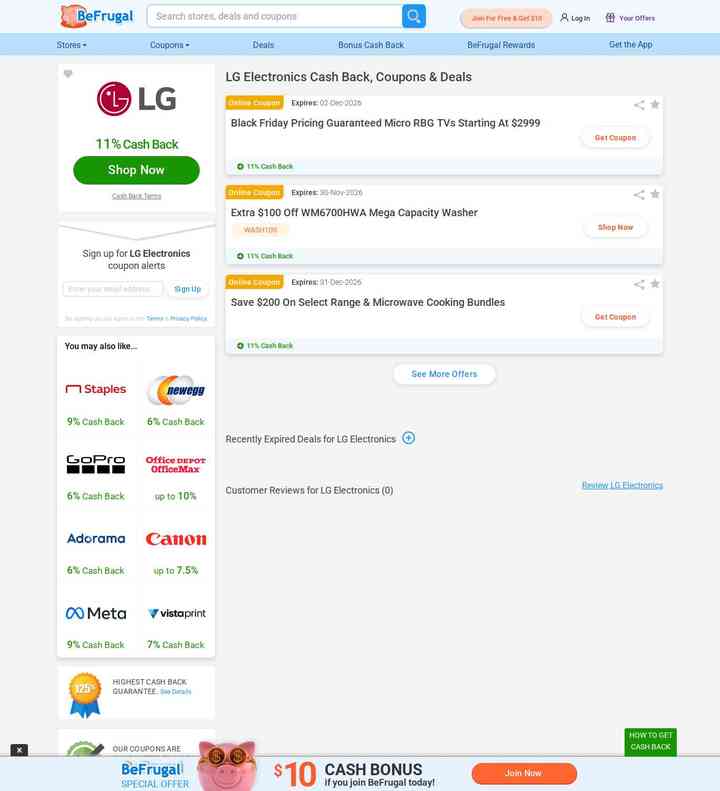 BeFrugal
Search stores, deals and coupons
Join For Free & Get $10
Log In
Your Offers
Stores
Coupons
Deals
Bonus Cash Back
BeFrugal Rewards
Get the App
LG
11% Cash Back
Shop Now
Cash Back Terms
Sign up for LG Electronics
coupon alerts
Enter your email address
Sign Up
By signing up you agree to the Terms & Privacy Policy.
You may also like...
Staples
newegg
9% Cash Back
6% Cash Back
GoPro
Office DEPOT
OfficeMax
6% Cash Back
up to 10%
Adorama
Canon
6% Cash Back
up to 7.5%
Meta
vistaprint
9% Cash Back
7% Cash Back
125%
HIGHEST CASH BACK
GUARANTEE. See Details
OUR COUPONS ARE
LG Electronics Cash Back, Coupons & Deals
Online Coupon
Expires: 02-Dec-2026
Black Friday Pricing Guaranteed Micro RBG TVs Starting At $2999
Get Coupon
11% Cash Back
Online Coupon
Expires: 30-Nov-2026
Extra $100 Off WM6700HWA Mega Capacity Washer
WASH100
Shop Now
11% Cash Back
Online Coupon
Expires: 31-Dec-2026
Save $200 On Select Range & Microwave Cooking Bundles
Get Coupon
11% Cash Back
See More Offers
Recently Expired Deals for LG Electronics
Customer Reviews for LG Electronics (0)
Review LG Electronics
HOW TO GET
CASH BACK
x
BeFrugal
SPECIAL OFFER
$10 CASH BONUS
if you join BeFrugal today!
Join Now